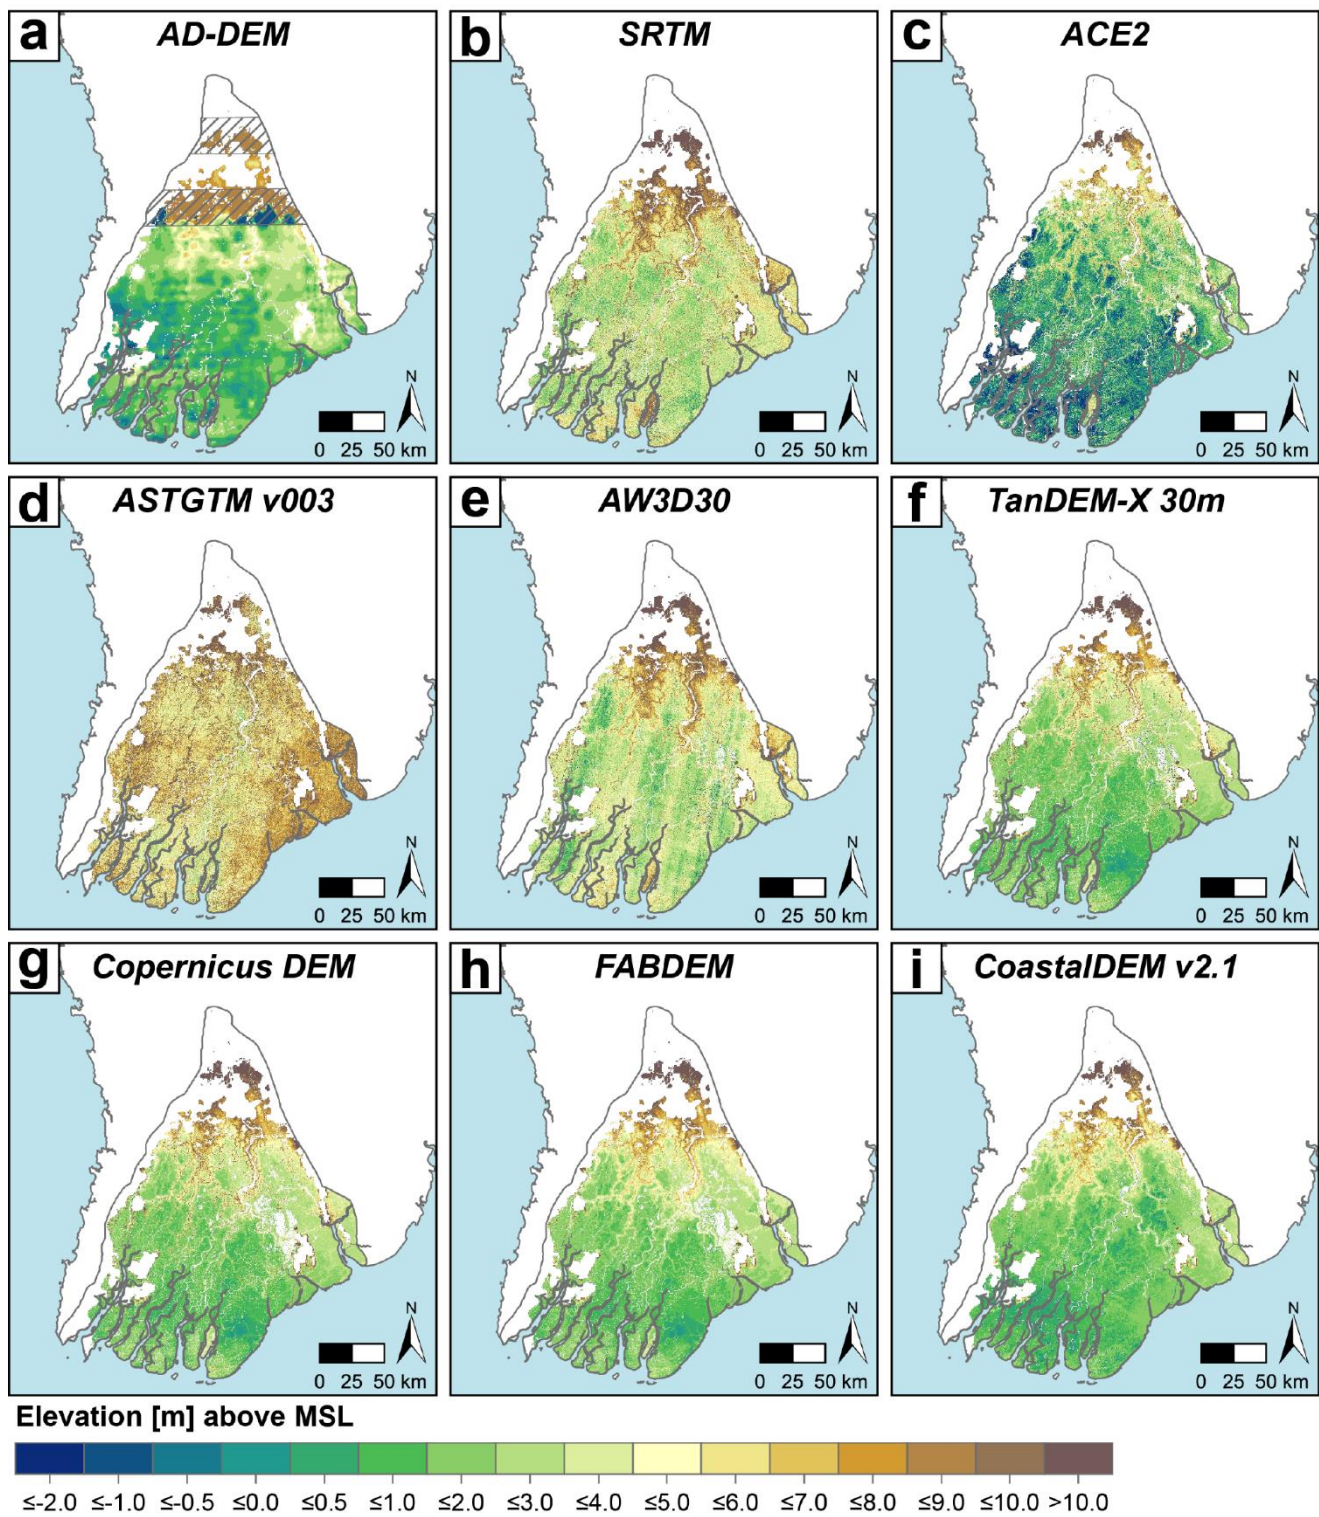 a AD-DEM
b SRTM
c ACE2
N
0 25 50 km
N
0 25 50 km
N
0 25 50 km
d ASTGTM v003
e AW3D30
f TanDEM-X 30m
N
0 25 50 km
N
0 25 50 km
N
0 25 50 km
g Copernicus DEM
h FABDEM
i CoastalDEM v2.1
N
0 25 50 km
N
0 25 50 km
N
0 25 50 km
Elevation [m] above MSL
≤-2.0 ≤-1.0 ≤-0.5 ≤0.0 ≤0.5 ≤1.0 ≤2.0 ≤3.0 ≤4.0 ≤5.0 ≤6.0 ≤7.0 ≤8.0 ≤9.0 ≤10.0 >10.0